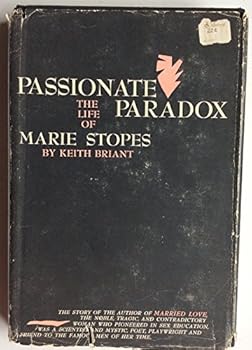 PASSIONATE
THE PARADOX
LIFE
OF
MARIE STOPES
BY KEITH BRIANT
THE STORY OF THE AUTHOR OF MARRIED LOVE,
THE NOBLE, TRAGIC, AND CONTRADICTORY
WOMAN WHO PIONEERED IN SEX EDUCATION,
WAS A SCIENTIST AND MYSTIC, POET, PLAYWRIGHT AND
FRIEND TO THE FAMOUS MEN OF HER TIME.